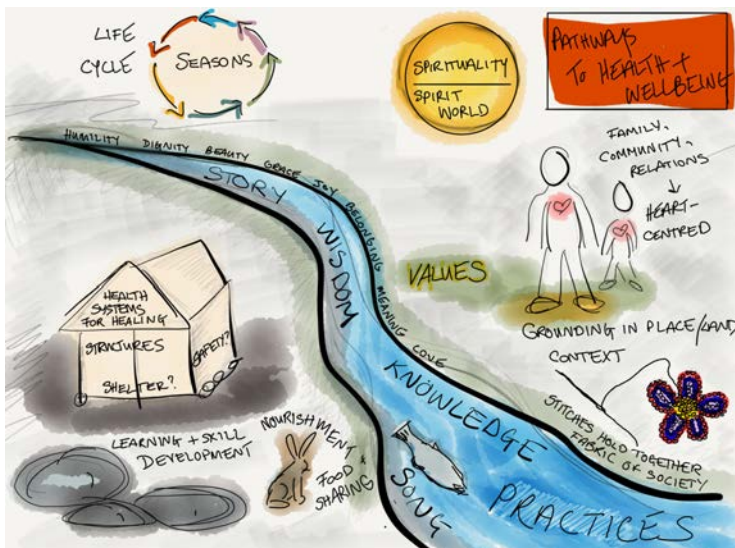 LIFE
CYCLE
SEASONS
SPIRITUALITY
SPIRIT
WORLD
PATHWAYS
TO HEALTH +
WELLBEING
HUMILITY DIGNITY BEAUTY GRACE JOY BELONGING MEANING LOVE
STORY
WISDOM
KNOWLEDGE
PRACTICES
SONG
FAMILY,
COMMUNITY,
RELATIONS
HEART-
CENTRED
VALUES
GROUNDING IN PLACE/LAND/
CONTEXT
STITCHES HOLD TOGETHER
FABRIC OF SOCIETY
HEALTH
SYSTEMS
FOR HEALING
STRUCTURES
SHELTER?
SAFETY?
LEARNING + SKILL
DEVELOPMENT
NOURISHMENT
FOOD
SHARING